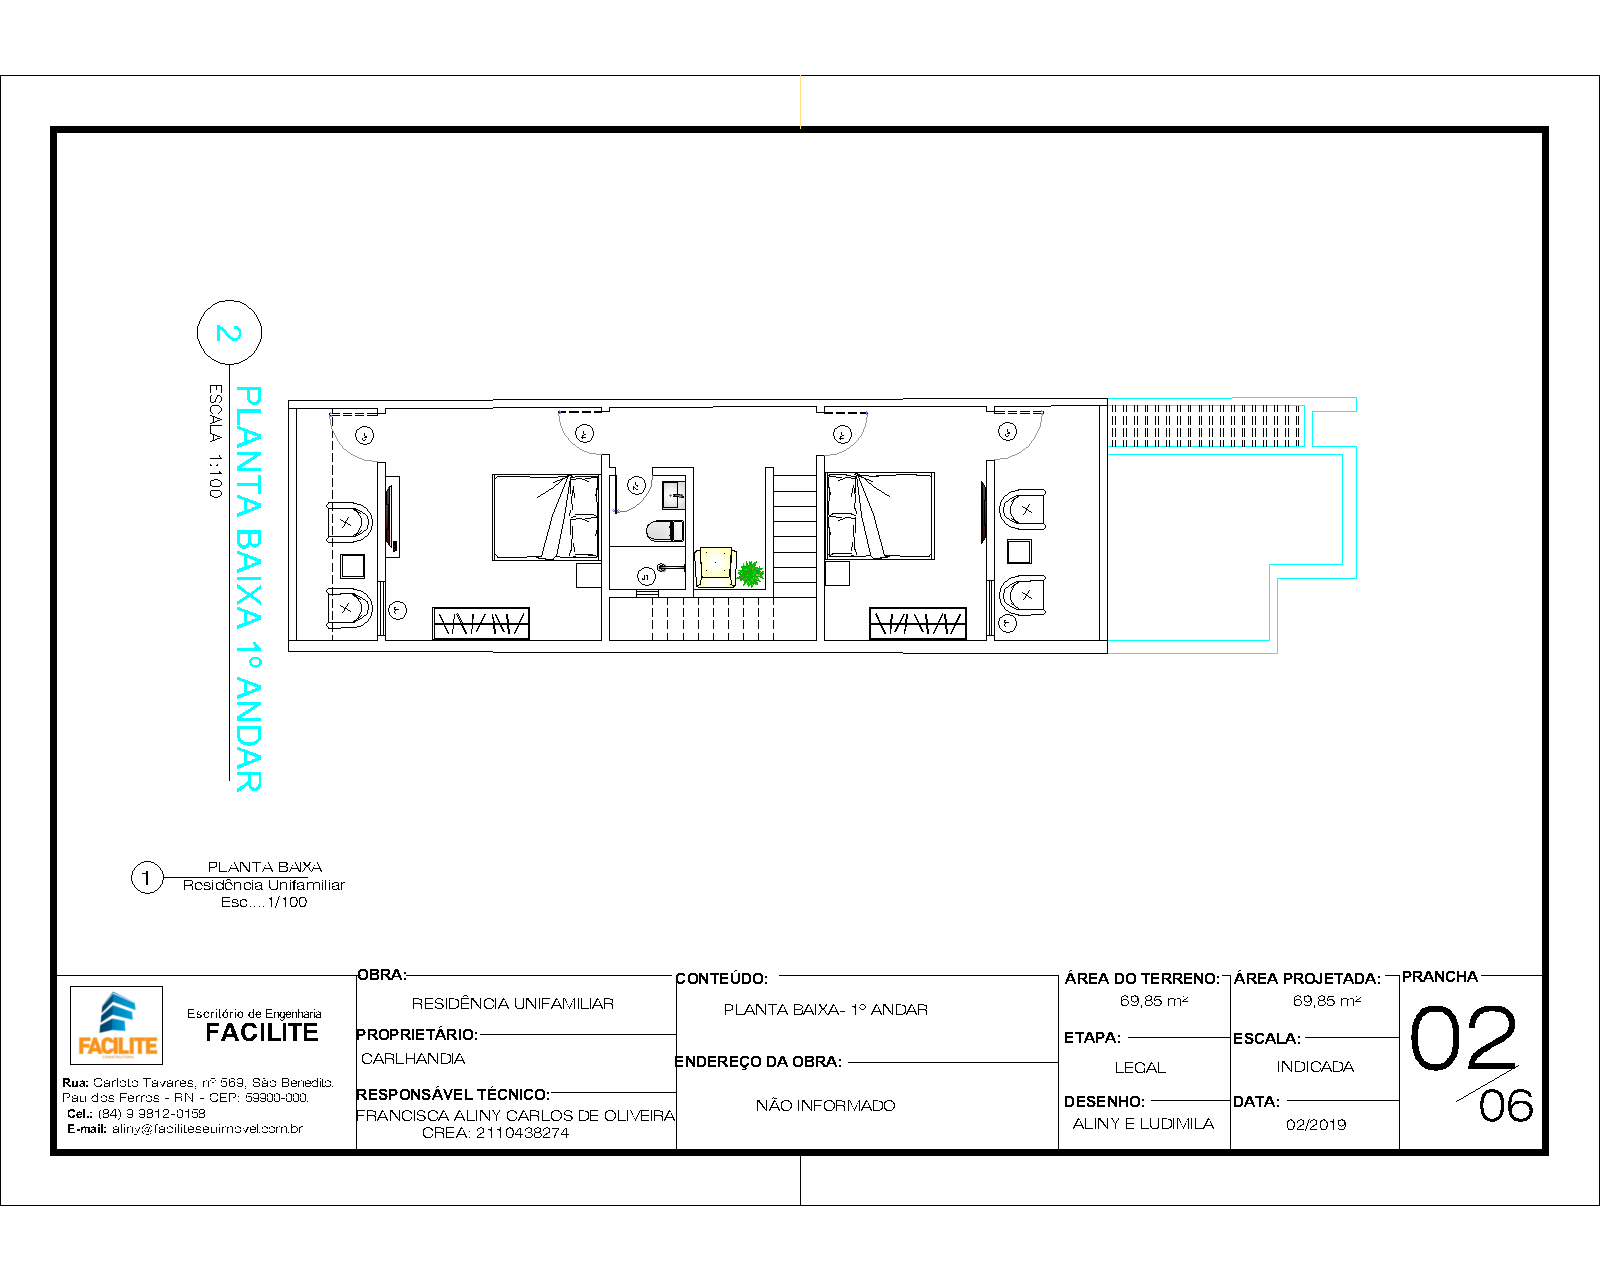 2
PLANTA BAIXA 1º ANDAR
ESCALA 1:100
1
PLANTA BAIXA
Residência Unifamiliar
Esc....1/100
FACILITE
Escritório de Engenharia
FACILITE
Rua: Carloto Tavares, nº 569, São Benedito.
Pau dos Ferros - RN - CEP: 59900-000.
Cel.: (84) 9 9812-0158
E-mail: aliny@faciliteseuimovel.com.br
OBRA:
RESIDÊNCIA UNIFAMILIAR
PROPRIETÁRIO:
CARLHANDIA
RESPONSÁVEL TÉCNICO:
FRANCISCA ALINY CARLOS DE OLIVEIRA
CREA: 2110438274
CONTEÚDO:
PLANTA BAIXA- 1º ANDAR
ENDEREÇO DA OBRA:
NÃO INFORMADO
ÁREA DO TERRENO:
69,85 m²
ETAPA:
LEGAL
DESENHO:
ALINY E LUDIMILA
ÁREA PROJETADA:
69,85 m²
ESCALA:
INDICADA
DATA:
02/2019
PRANCHA
02
06